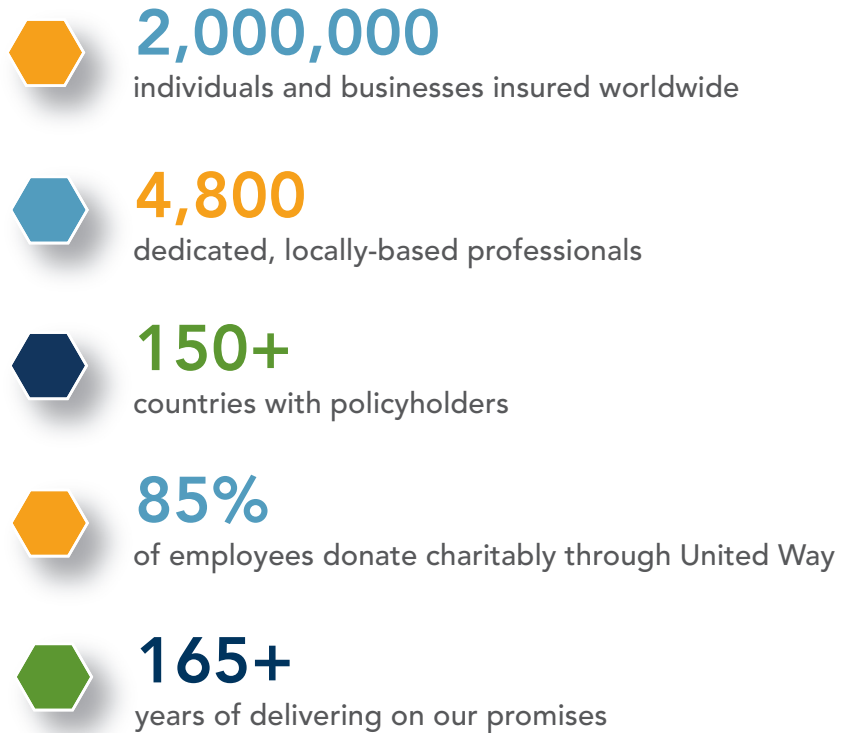 2,000,000
individuals and businesses insured worldwide
4,800
dedicated, locally-based professionals
150+
countries with policyholders
85%
of employees donate charitably through United Way
165+
years of delivering on our promises